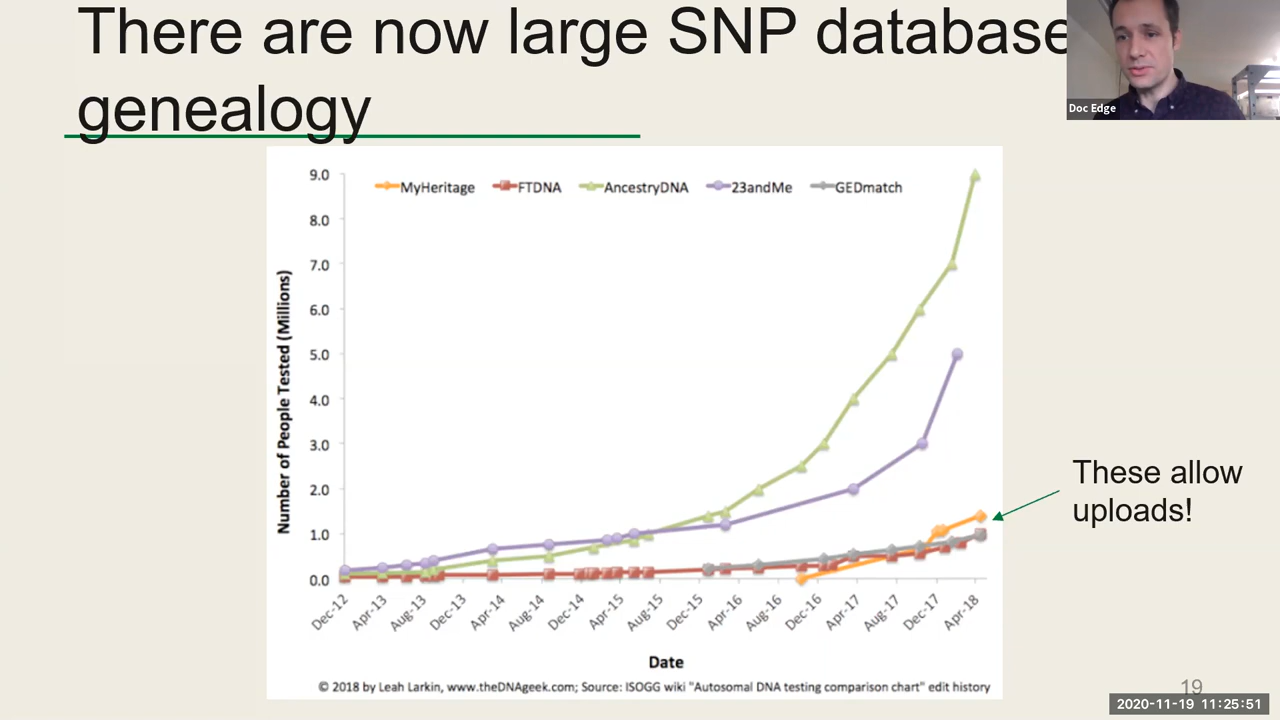 There are now large SNP database
genealogy
Doc Edge
MyHeritage FTDNA AncestryDNA 23andMe GEDmatch
9.0
8.0
7.0
6.0
5.0
4.0
3.0
2.0
1.0
0.0
Number of People Tested (Millions)
Dec-12 Apr-13 Aug-13 Dec-13 Apr-14 Aug-14 Dec-14 Apr-15 Aug-15 Dec-15 Apr-16 Aug-16 Dec-16 Apr-17 Aug-17 Dec-17 Apr-18
Date
© 2018 by Leah Larkin, www.theDNAgeek.com; Source: ISOGG wiki "Autosomal DNA testing comparison chart" edit history
These allow
uploads!
19
2020-11-19 11:25:51